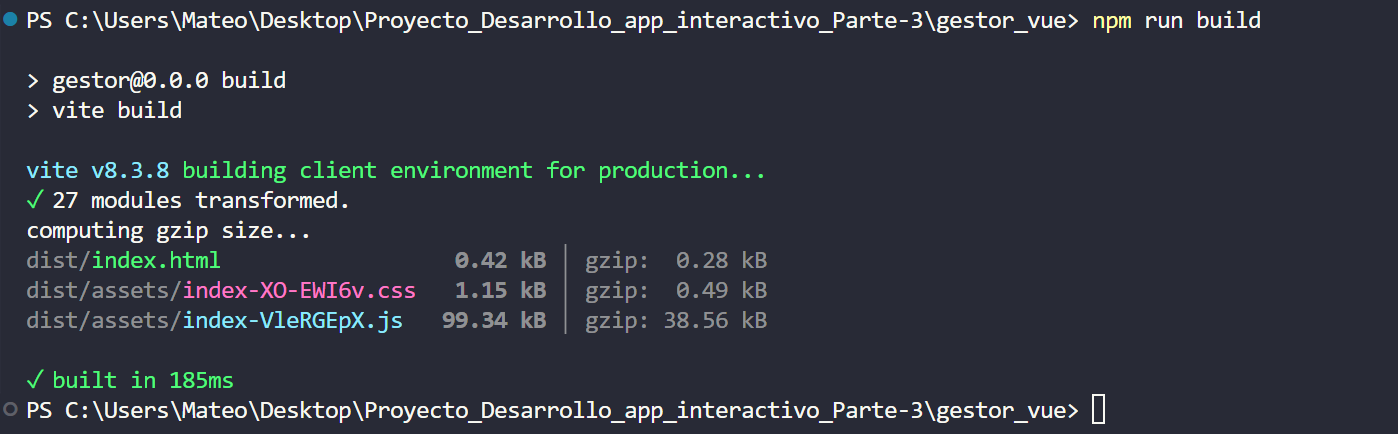 PS C:\Users\Mateo\Desktop\Proyecto_Desarrollo_app_interactivo_Parte-3\gestor_vue> npm run build
> gestor@0.0.0 build
> vite build
vite v8.3.8 building client environment for production...
✓ 27 modules transformed.
computing gzip size...
dist/index.html 0.42 kB │ gzip: 0.28 kB
dist/assets/index-XO-EWI6v.css 1.15 kB │ gzip: 0.49 kB
dist/assets/index-VleRGEpX.js 99.34 kB │ gzip: 38.56 kB
✓ built in 185ms
PS C:\Users\Mateo\Desktop\Proyecto_Desarrollo_app_interactivo_Parte-3\gestor_vue>